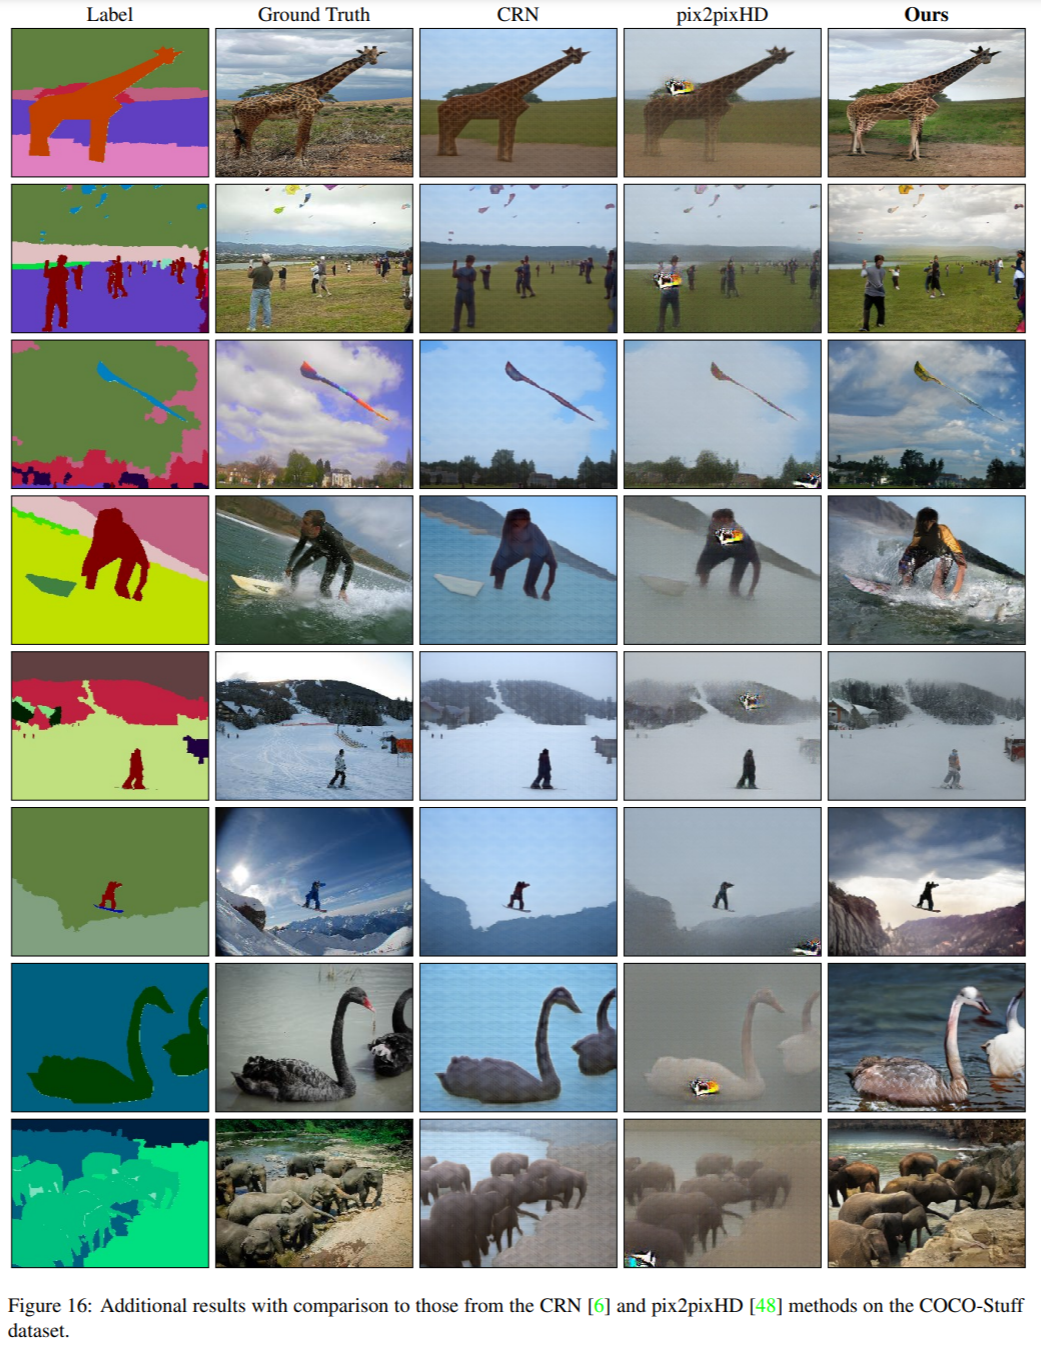 Label Ground Truth CRN pix2pixHD Ours
Figure 16: Additional results with comparison to those from the CRN [6] and pix2pixHD [48] methods on the COCO-Stuff
dataset.